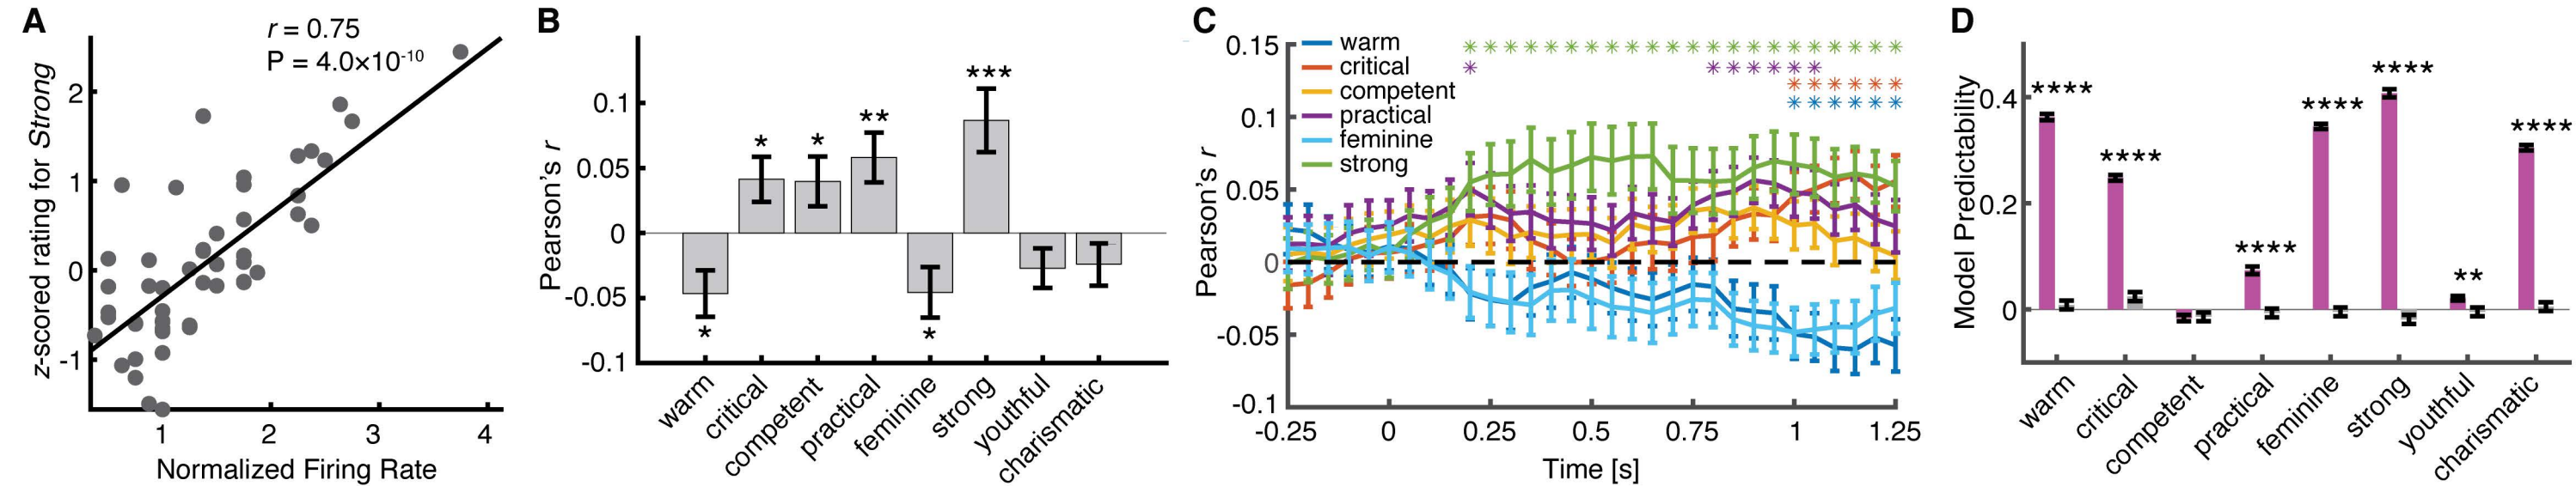 A
r = 0.75
P = 4.0×10⁻¹⁰
z-scored rating for Strong
2
1
0
-1
1
2
3
4
Normalized Firing Rate
B
Pearson's r
0.1
0.05
0
-0.05
-0.1
*
*
*
**
*
***
warm
critical
competent
practical
feminine
strong
youthful
charismatic
C
Pearson's r
0.15
0.1
0.05
0
-0.05
-0.1
warm
critical
competent
practical
feminine
strong
-0.25
0
0.25
0.5
0.75
1
1.25
Time [s]
D
Model Predictability
0.4
0.2
0
****
****
****
****
****
**
****
warm
critical
competent
practical
feminine
strong
youthful
charismatic